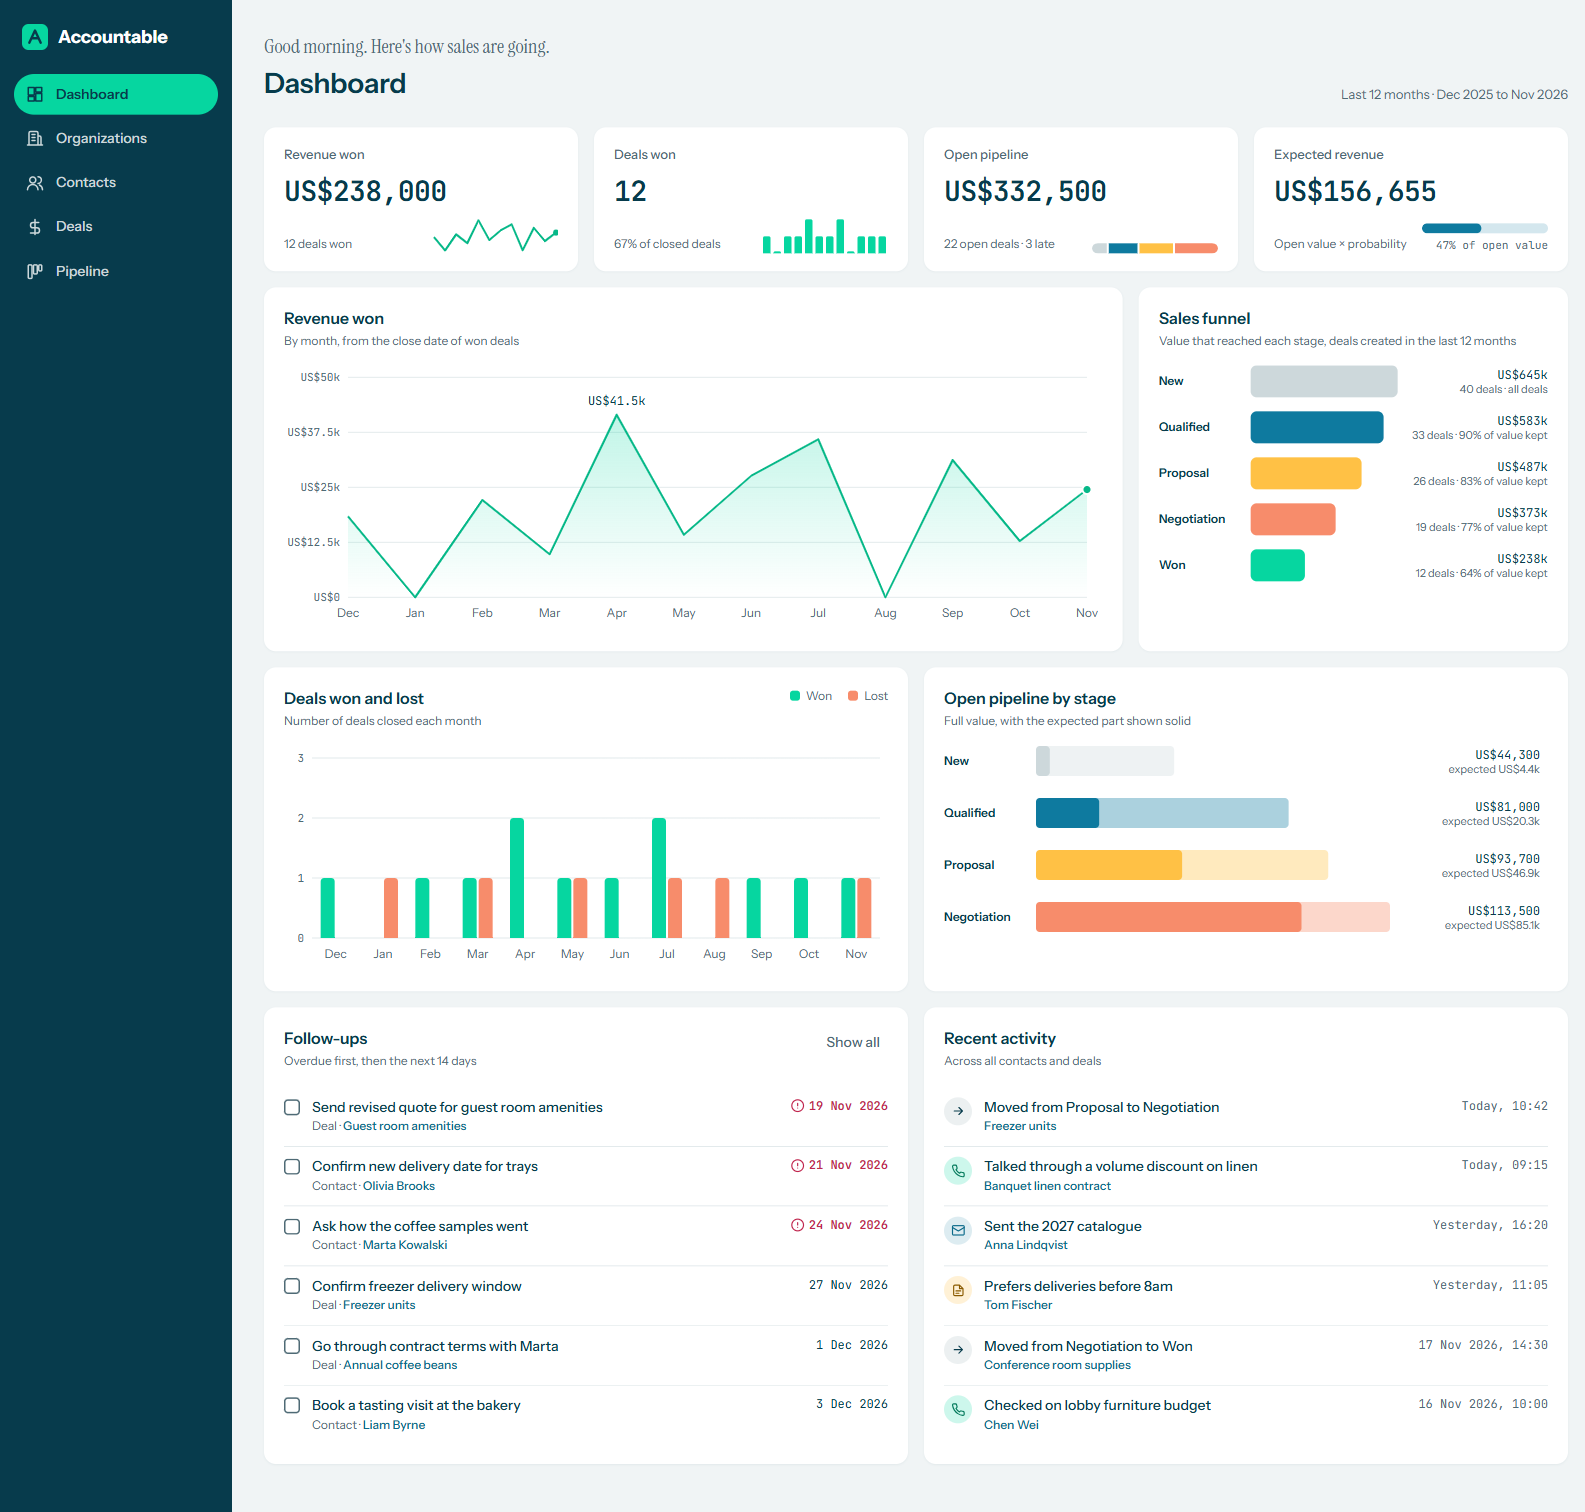 Accountable
Dashboard
Organizations
Contacts
Deals
Pipeline
Good morning. Here's how sales are going.
Dashboard
Last 12 months · Dec 2025 to Nov 2026
Revenue won
US$238,000
12 deals won
Deals won
12
67% of closed deals
Open pipeline
US$332,500
22 open deals · 3 late
Expected revenue
US$156,655
Open value × probability
47% of open value
Revenue won
By month, from the close date of won deals
US$50k
US$41.5k
US$37.5k
US$25k
US$12.5k
US$0
Dec Jan Feb Mar Apr May Jun Jul Aug Sep Oct Nov
Sales funnel
Value that reached each stage, deals created in the last 12 months
New
US$645k
40 deals · all deals
Qualified
US$583k
33 deals · 90% of value kept
Proposal
US$487k
26 deals · 83% of value kept
Negotiation
US$373k
19 deals · 77% of value kept
Won
US$238k
12 deals · 64% of value kept
Deals won and lost
Won Lost
Number of deals closed each month
3
2
1
0
Dec Jan Feb Mar Apr May Jun Jul Aug Sep Oct Nov
Open pipeline by stage
Full value, with the expected part shown solid
New
US$44,300
expected US$4.4k
Qualified
US$81,000
expected US$20.3k
Proposal
US$93,700
expected US$46.9k
Negotiation
US$113,500
expected US$85.1k
Follow-ups
Show all
Overdue first, then the next 14 days
Send revised quote for guest room amenities
19 Nov 2026
Deal · Guest room amenities
Confirm new delivery date for trays
21 Nov 2026
Contact · Olivia Brooks
Ask how the coffee samples went
24 Nov 2026
Contact · Marta Kowalski
Confirm freezer delivery window
27 Nov 2026
Deal · Freezer units
Go through contract terms with Marta
1 Dec 2026
Deal · Annual coffee beans
Book a tasting visit at the bakery
3 Dec 2026
Contact · Liam Byrne
Recent activity
Across all contacts and deals
Moved from Proposal to Negotiation
Today, 10:42
Freezer units
Talked through a volume discount on linen
Today, 09:15
Banquet linen contract
Sent the 2027 catalogue
Yesterday, 16:20
Anna Lindqvist
Prefers deliveries before 8am
Yesterday, 11:05
Tom Fischer
Moved from Negotiation to Won
17 Nov 2026, 14:30
Conference room supplies
Checked on lobby furniture budget
16 Nov 2026, 10:00
Chen Wei